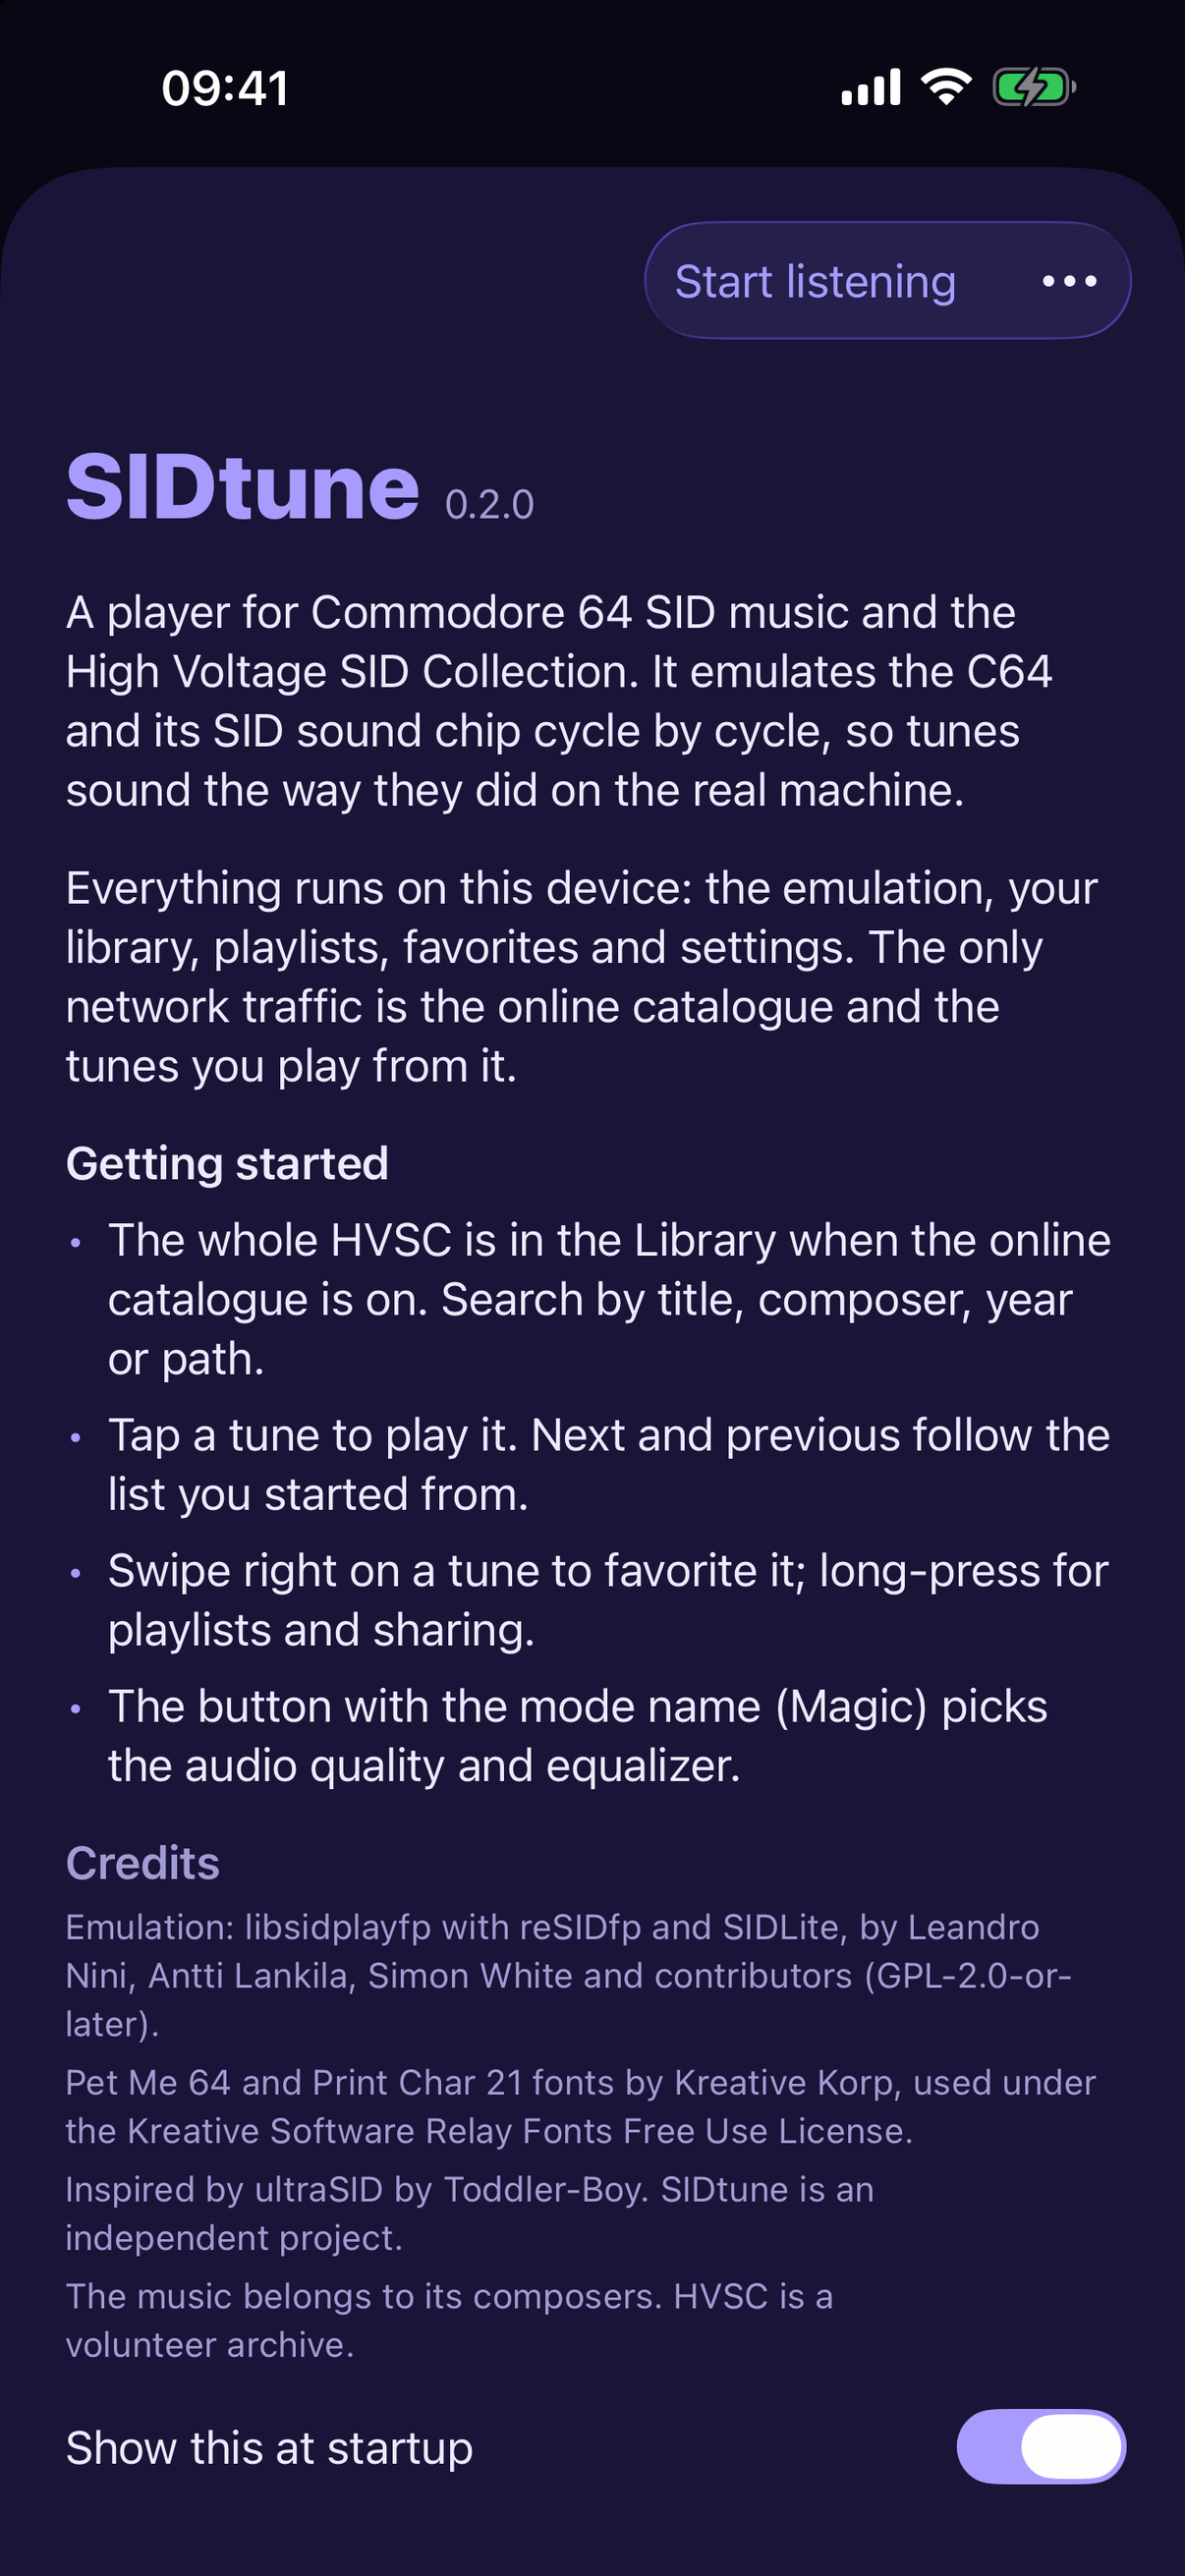 09:41
Start listening
SIDtune 0.2.0
A player for Commodore 64 SID music and the
High Voltage SID Collection. It emulates the C64
and its SID sound chip cycle by cycle, so tunes
sound the way they did on the real machine.
Everything runs on this device: the emulation, your
library, playlists, favorites and settings. The only
network traffic is the online catalogue and the
tunes you play from it.
Getting started
• The whole HVSC is in the Library when the online
catalogue is on. Search by title, composer, year
or path.
• Tap a tune to play it. Next and previous follow the
list you started from.
• Swipe right on a tune to favorite it; long-press for
playlists and sharing.
• The button with the mode name (Magic) picks
the audio quality and equalizer.
Credits
Emulation: libsidplayfp with reSIDfp and SIDLite, by Leandro
Nini, Antti Lankila, Simon White and contributors (GPL-2.0-or-
later).
Pet Me 64 and Print Char 21 fonts by Kreative Korp, used under
the Kreative Software Relay Fonts Free Use License.
Inspired by ultraSID by Toddler-Boy. SIDtune is an
independent project.
The music belongs to its composers. HVSC is a
volunteer archive.
Show this at startup